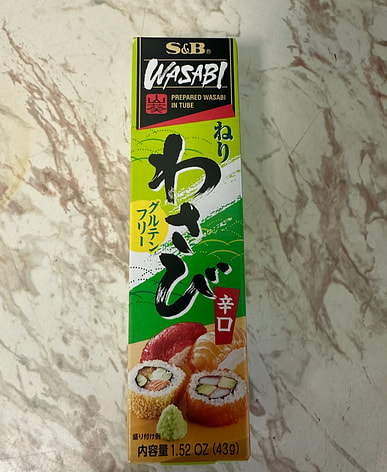 S&B®
WASABI
山葵
PREPARED WASABI
IN TUBE
ねり
わさび
グルテン
フリー
辛口
盛り付け例
内容量 1.52 OZ (43g)